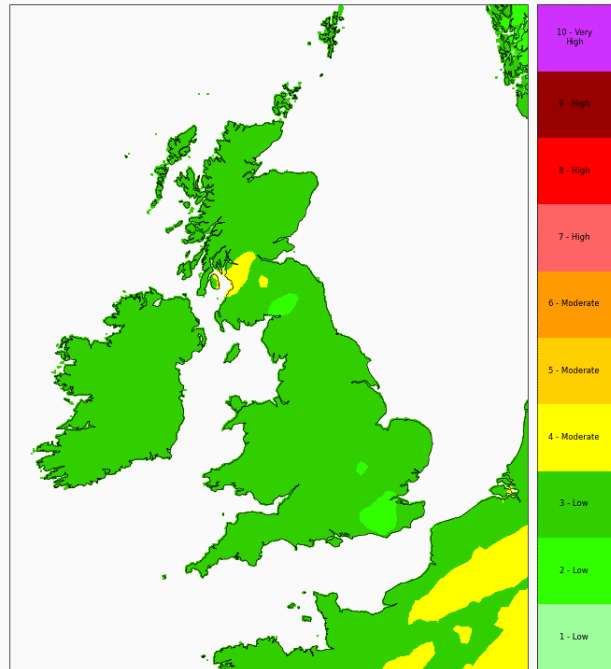 10 - Very
High
9 - High
8 - High
7 - High
6 - Moderate
5 - Moderate
4 - Moderate
3 - Low
2 - Low
1 - Low